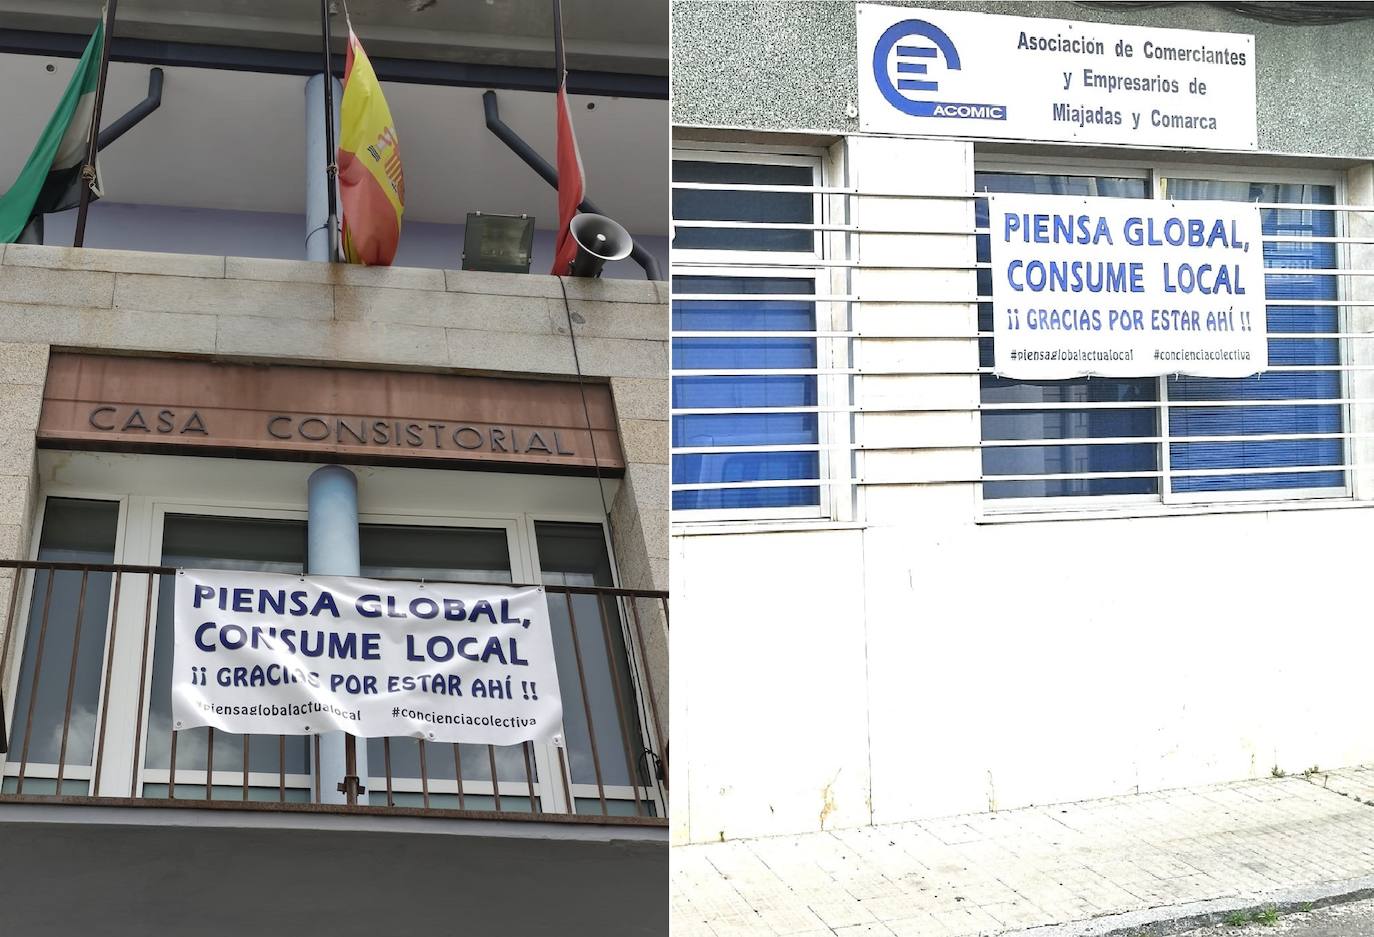 CASA CONSISTORIAL
PIENSA GLOBAL,
CONSUME LOCAL
¡¡ GRACIAS POR ESTAR AHÍ !!
#piensaglobalactualocal #concienciacolectiva
ACOMIC
Asociación de Comerciantes
y Empresarios de
Miajadas y Comarca
PIENSA GLOBAL,
CONSUME LOCAL
¡¡ GRACIAS POR ESTAR AHÍ !!
#piensaglobalactualocal #concienciacolectiva